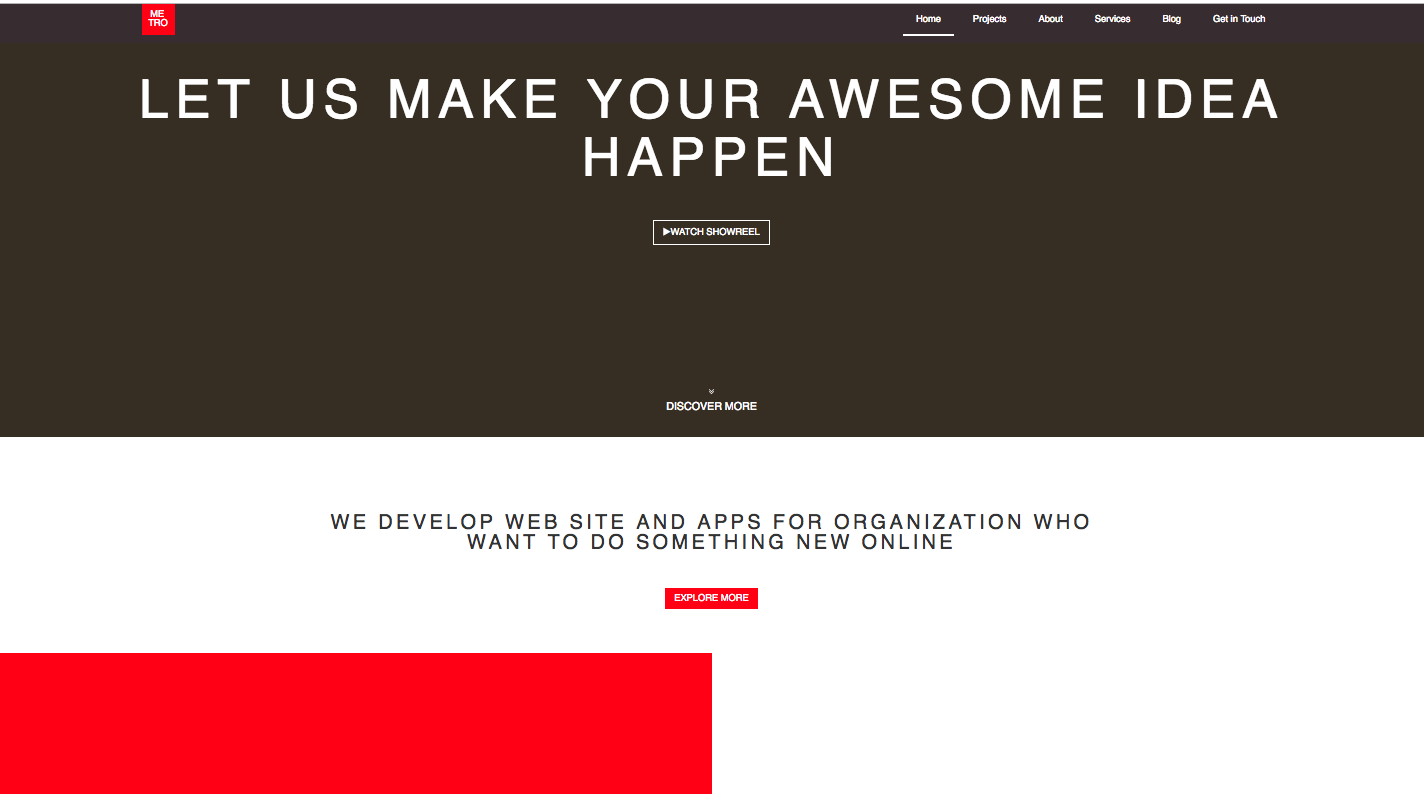 ME
TRO
Home Projects About Services Blog Get in Touch
LET US MAKE YOUR AWESOME IDEA
HAPPEN
WATCH SHOWREEL
DISCOVER MORE
WE DEVELOP WEB SITE AND APPS FOR ORGANIZATION WHO
WANT TO DO SOMETHING NEW ONLINE
EXPLORE MORE